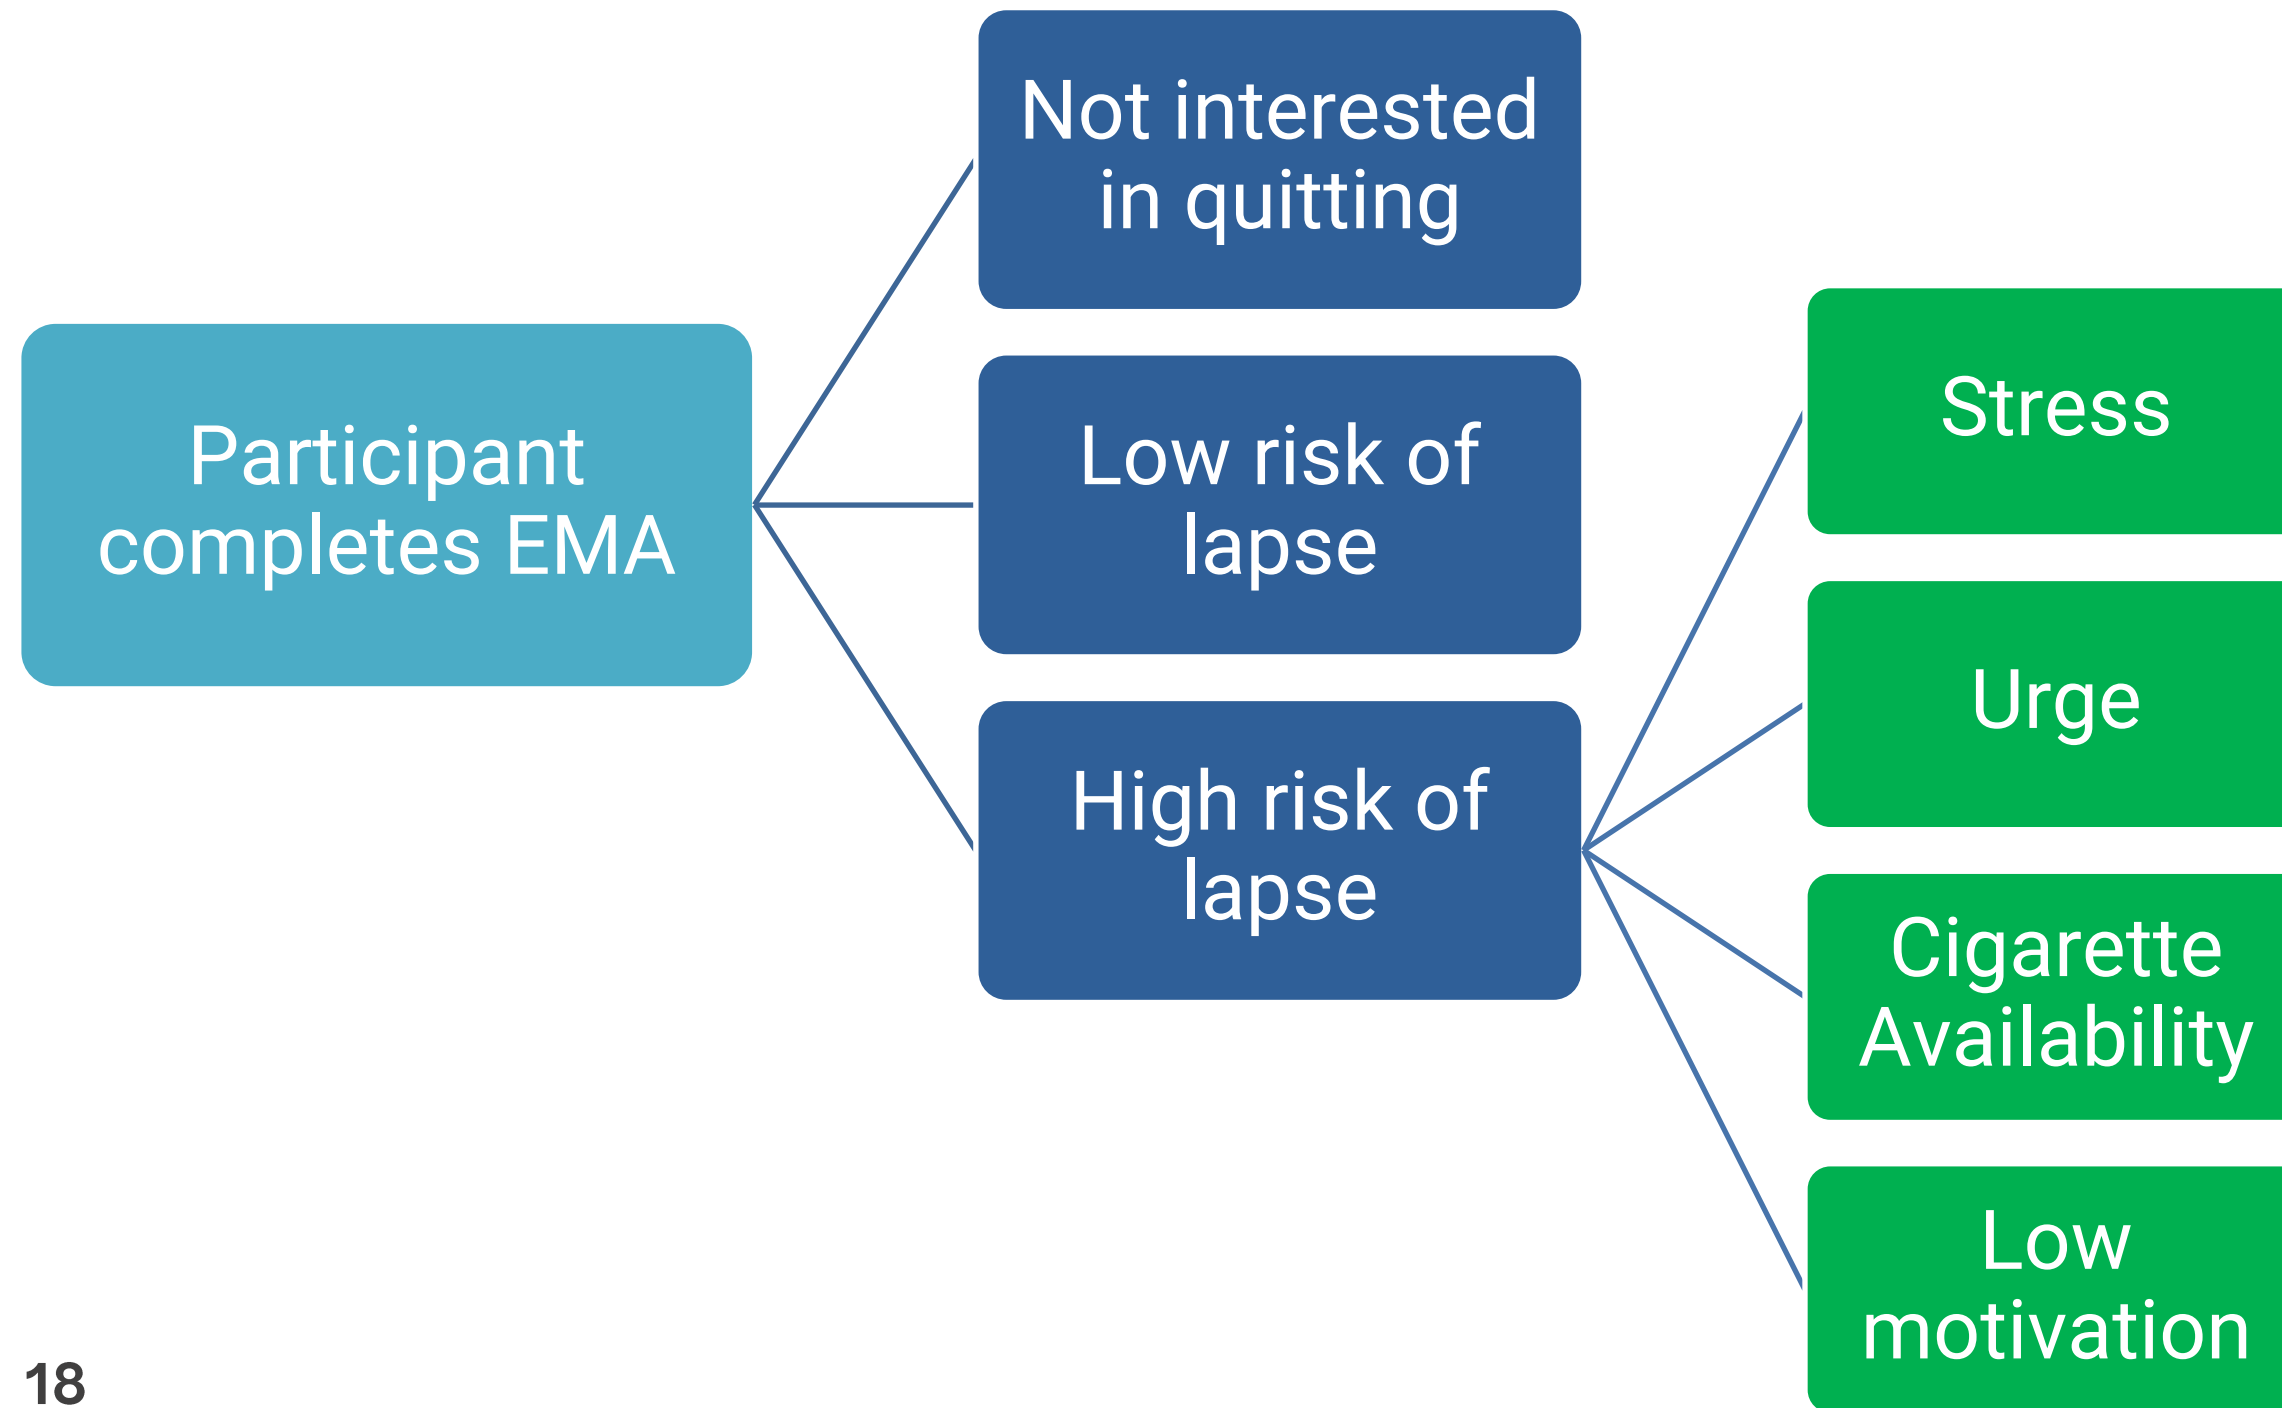 Participant
completes EMA
Not interested
in quitting
Low risk of
lapse
High risk of
lapse
Stress
Urge
Cigarette
Availability
Low
motivation
18